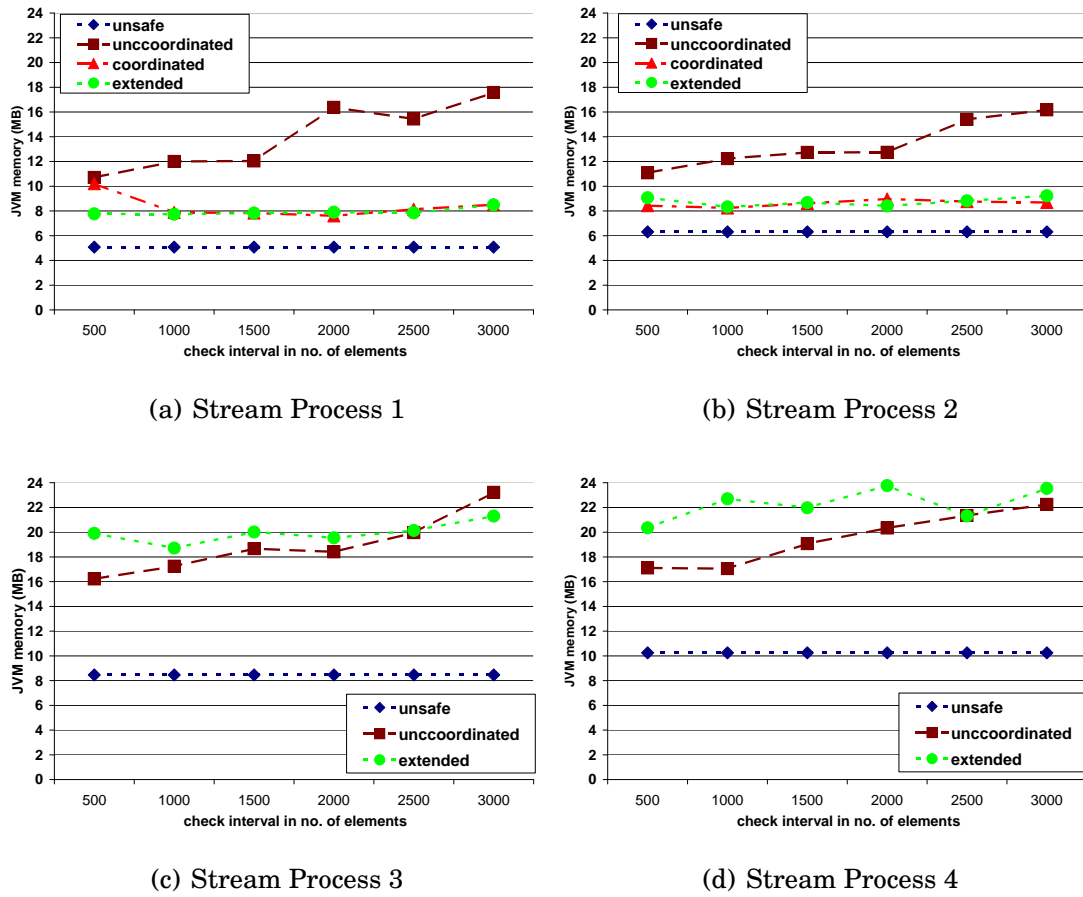 24
22
20
18
16
14
12
10
8
6
4
2
0
JVM memory (MB)
unsafe
unccoordinated
coordinated
extended
500 1000 1500 2000 2500 3000
check interval in no. of elements
(a) Stream Process 1
24
22
20
18
16
14
12
10
8
6
4
2
0
JVM memory (MB)
unsafe
unccoordinated
coordinated
extended
500 1000 1500 2000 2500 3000
check interval in no. of elements
(b) Stream Process 2
24
22
20
18
16
14
12
10
8
6
4
2
0
JVM memory (MB)
unsafe
unccoordinated
extended
500 1000 1500 2000 2500 3000
check interval in no. of elements
(c) Stream Process 3
24
22
20
18
16
14
12
10
8
6
4
2
0
JVM memory (MB)
unsafe
unccoordinated
extended
500 1000 1500 2000 2500 3000
check interval in no. of elements
(d) Stream Process 4